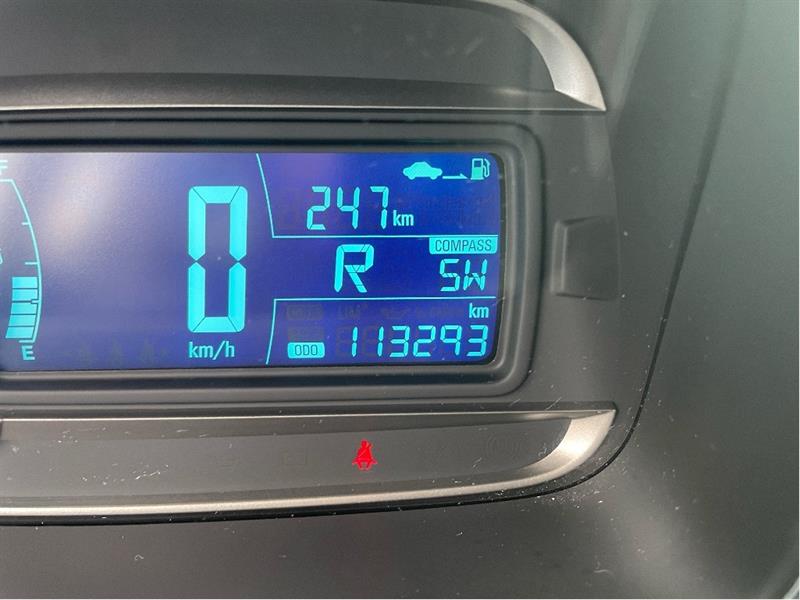 F
247 km
0
R
COMPASS
SW
km/h
km
ODO 113293
E